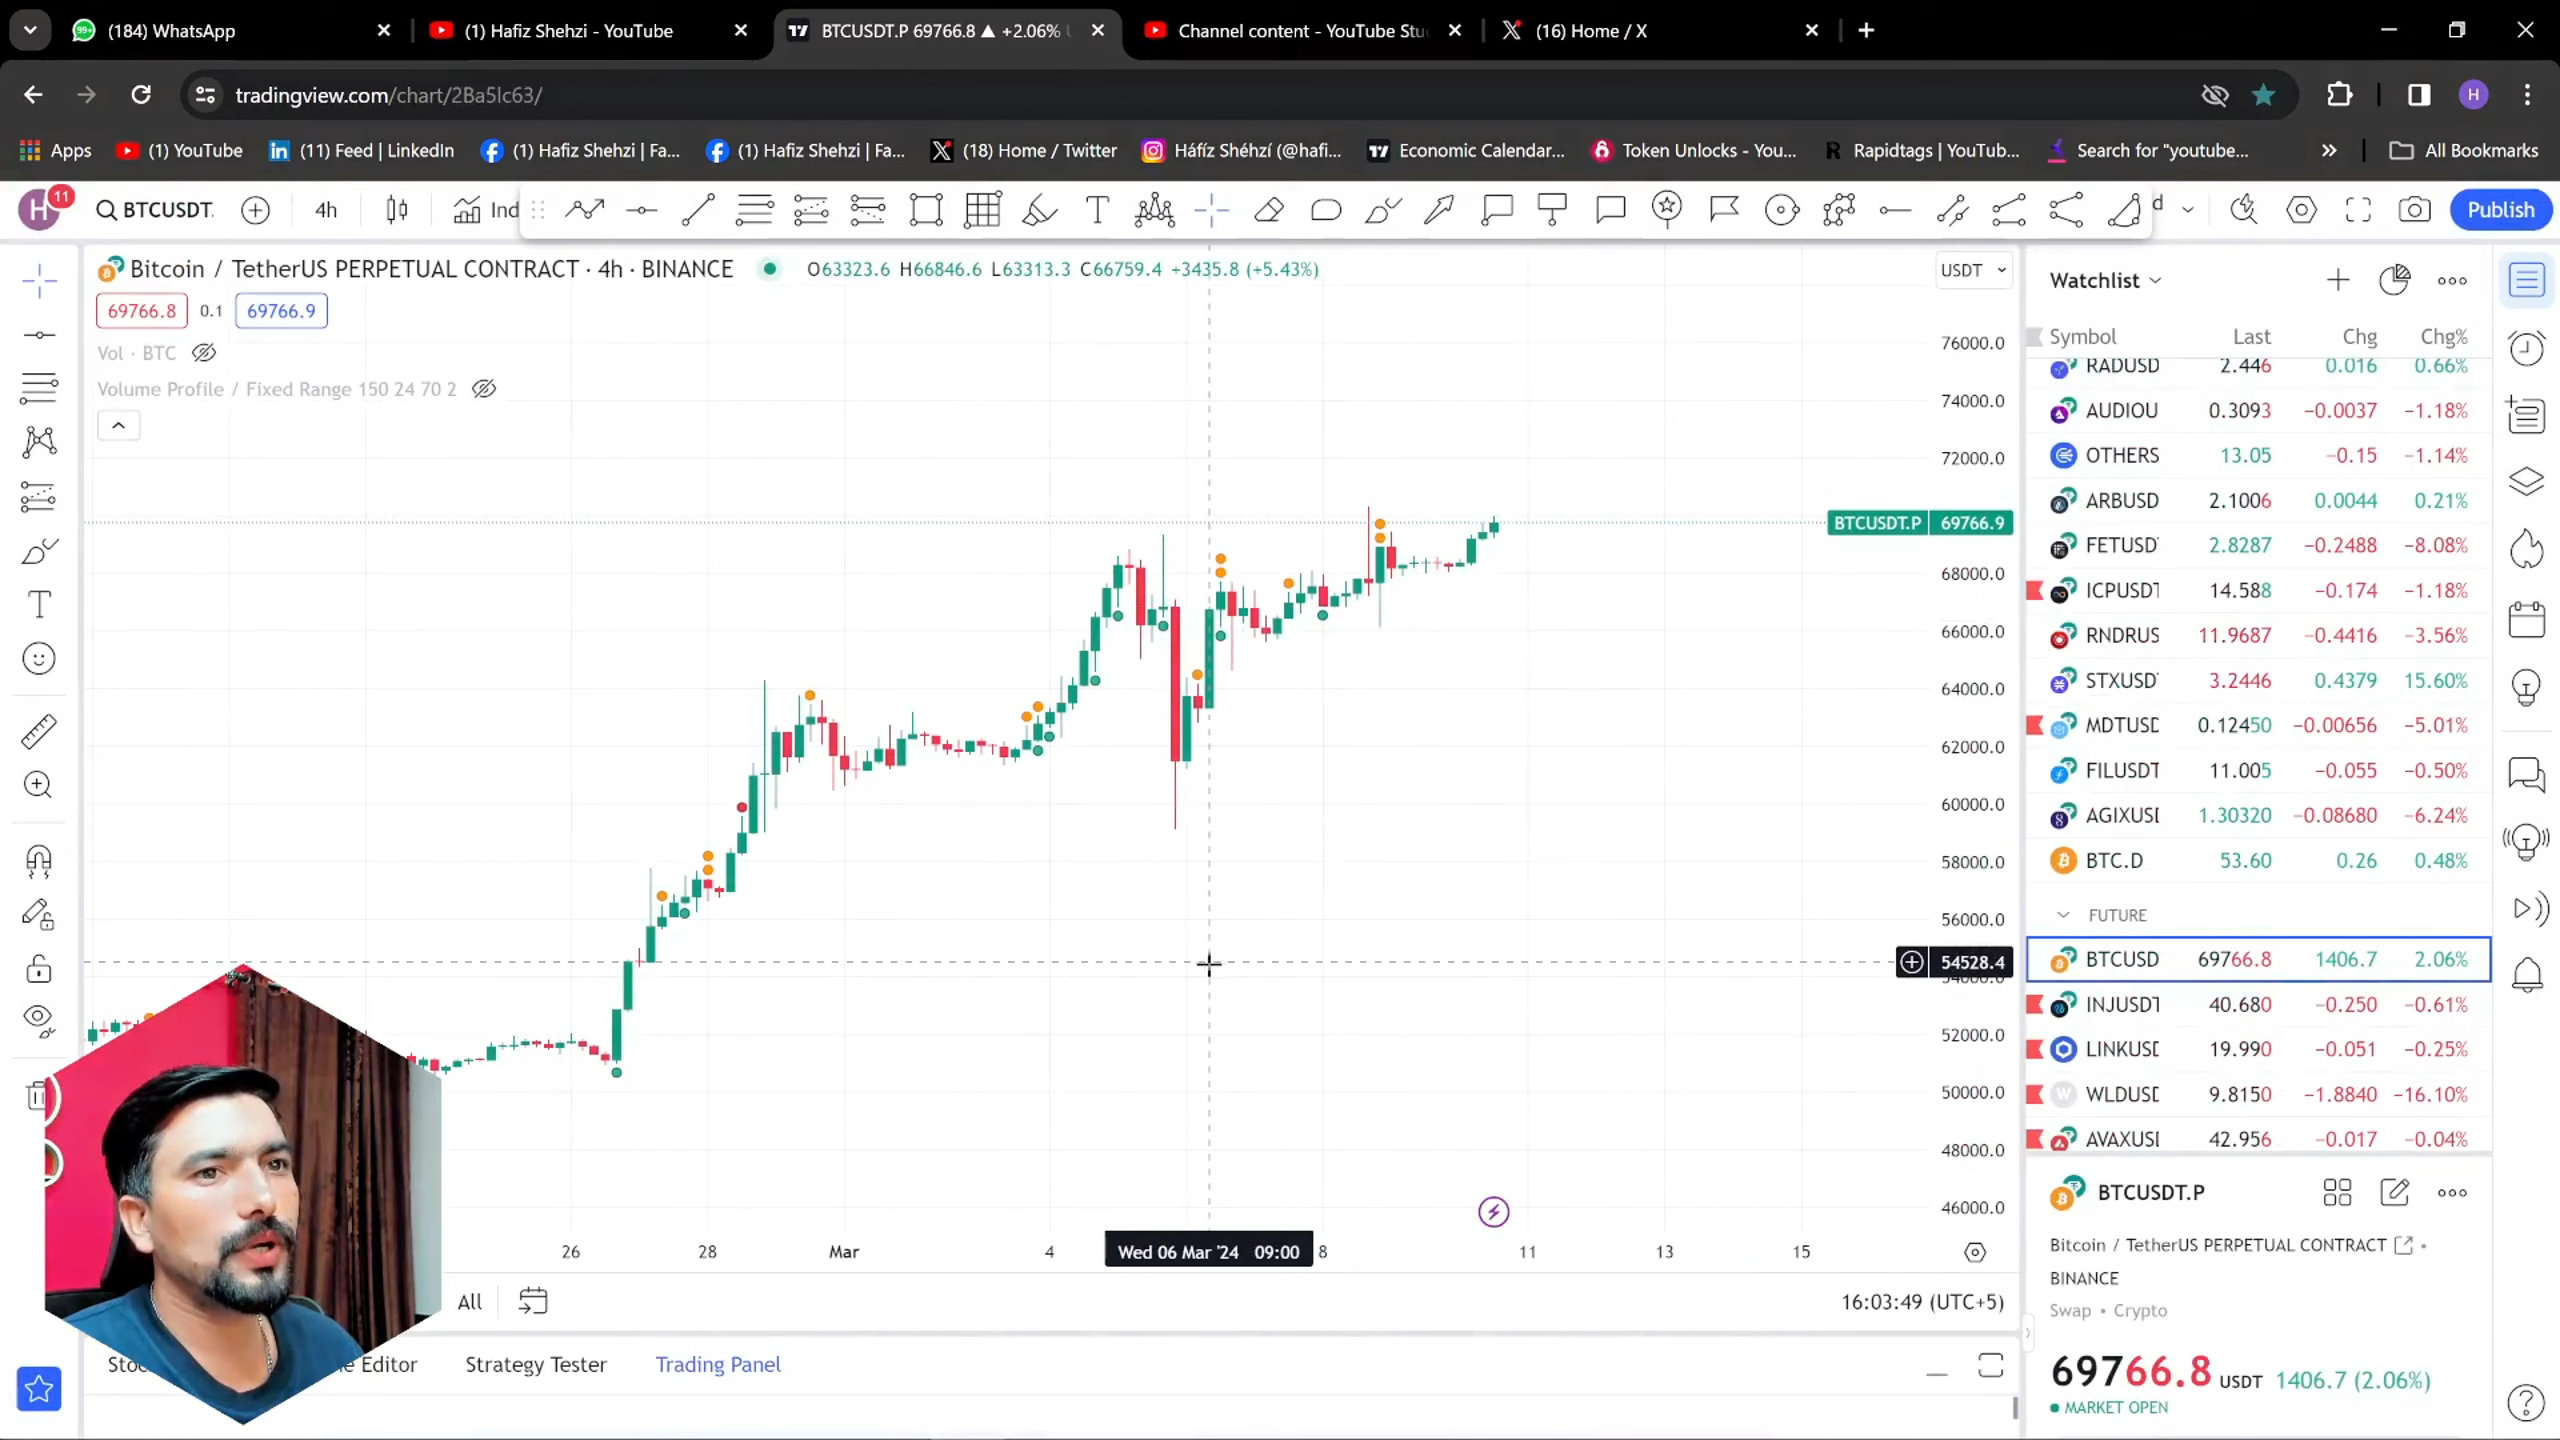 (184) WhatsApp
(1) Hafiz Shehzi - YouTube
BTCUSDT.P 69766.8 ▲ +2.06%
Channel content - YouTube Stu
(16) Home / X
tradingview.com/chart/2Ba5lc63/
H
Apps
(1) YouTube
(11) Feed | LinkedIn
(1) Hafiz Shehzi | Fa...
(1) Hafiz Shehzi | Fa...
(18) Home / Twitter
Háfíz Shéhzí (@hafi...
Economic Calendar...
Token Unlocks - You...
Rapidtags | YouTub...
Search for "youtube...
All Bookmarks
H
11
BTCUSDT.
4h
Ind
d
Publish
Bitcoin / TetherUS PERPETUAL CONTRACT · 4h · BINANCE
O63323.6 H66846.6 L63313.3 C66759.4 +3435.8 (+5.43%)
USDT
69766.8 0.1 69766.9
Vol · BTC
Volume Profile / Fixed Range 150 24 70 2
76000.0
74000.0
72000.0
BTCUSDT.P 69766.9
68000.0
66000.0
64000.0
62000.0
60000.0
58000.0
56000.0
54528.4
52000.0
50000.0
48000.0
46000.0
26
28
Mar
4
Wed 06 Mar '24 09:00
8
11
13
15
All
16:03:49 (UTC+5)
Editor
Strategy Tester
Trading Panel
Watchlist
Symbol Last Chg Chg%
RADUSD 2.446 0.016 0.66%
AUDIOU 0.3093 −0.0037 −1.18%
OTHERS 13.05 −0.15 −1.14%
ARBUSD 2.1006 0.0044 0.21%
FETUSD 2.8287 −0.2488 −8.08%
ICPUSDT 14.588 −0.174 −1.18%
RNDRUS 11.9687 −0.4416 −3.56%
STXUSD 3.2446 0.4379 15.60%
MDTUSD 0.12450 −0.00656 −5.01%
FILUSDT 11.005 −0.055 −0.50%
AGIXUSD 1.30320 −0.08680 −6.24%
BTC.D 53.60 0.26 0.48%
FUTURE
BTCUSD 69766.8 1406.7 2.06%
INJUSDT 40.680 −0.250 −0.61%
LINKUSD 19.990 −0.051 −0.25%
WLDUSD 9.8150 −1.8840 −16.10%
AVAXUSD 42.956 −0.017 −0.04%
BTCUSDT.P
Bitcoin / TetherUS PERPETUAL CONTRACT •
BINANCE
Swap • Crypto
69766.8 USDT 1406.7 (2.06%)
MARKET OPEN